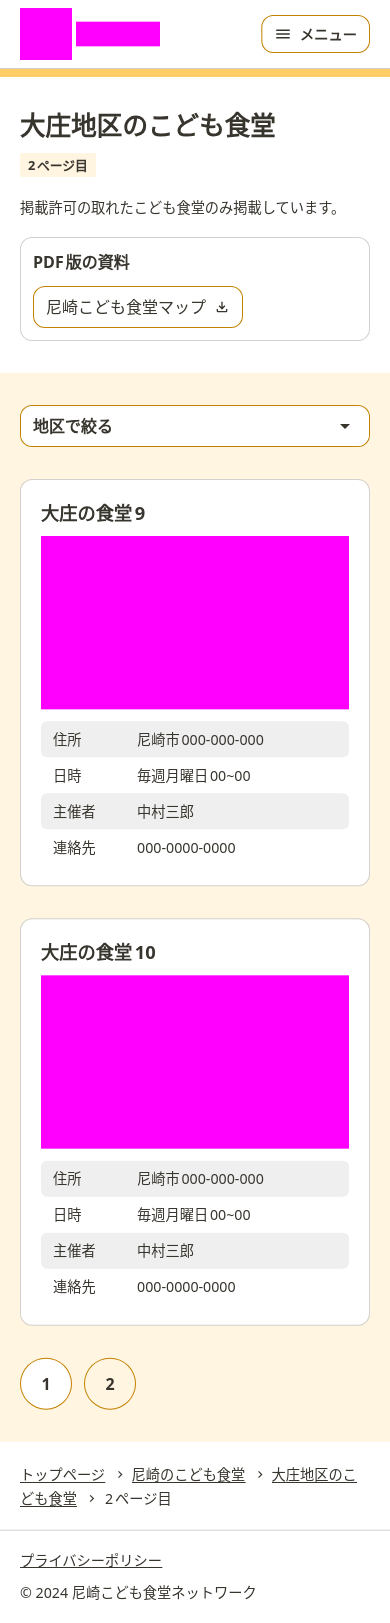 メニュー
大庄地区のこども食堂
2ページ目
掲載許可の取れたこども食堂のみ掲載しています。
PDF版の資料
尼崎こども食堂マップ
地区で絞る
大庄の食堂9
住所 尼崎市000-000-000
日時 毎週月曜日00~00
主催者 中村三郎
連絡先 000-0000-0000
大庄の食堂10
住所 尼崎市000-000-000
日時 毎週月曜日00~00
主催者 中村三郎
連絡先 000-0000-0000
1 2
トップページ > 尼崎のこども食堂 > 大庄地区のこ
ども食堂 > 2ページ目
プライバシーポリシー
© 2024 尼崎こども食堂ネットワーク